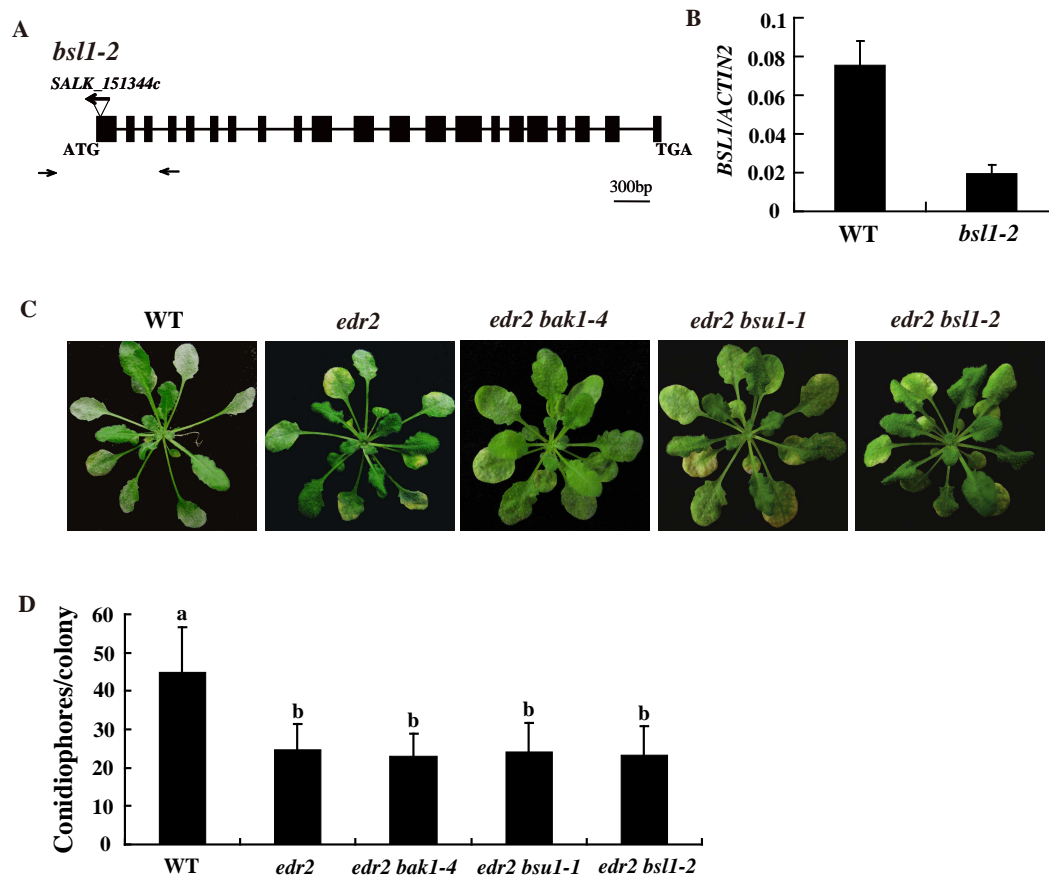 A
bsl1-2
SALK_151344c
ATG
TGA
300bp
B
BSL1/ACTIN2
0.1
0.08
0.06
0.04
0.02
0
WT
bsl1-2
C
WT
edr2
edr2 bak1-4
edr2 bsu1-1
edr2 bsl1-2
D
Conidiophores/colony
60
50
40
30
20
10
0
a
b
b
b
b
WT
edr2
edr2 bak1-4
edr2 bsu1-1
edr2 bsl1-2